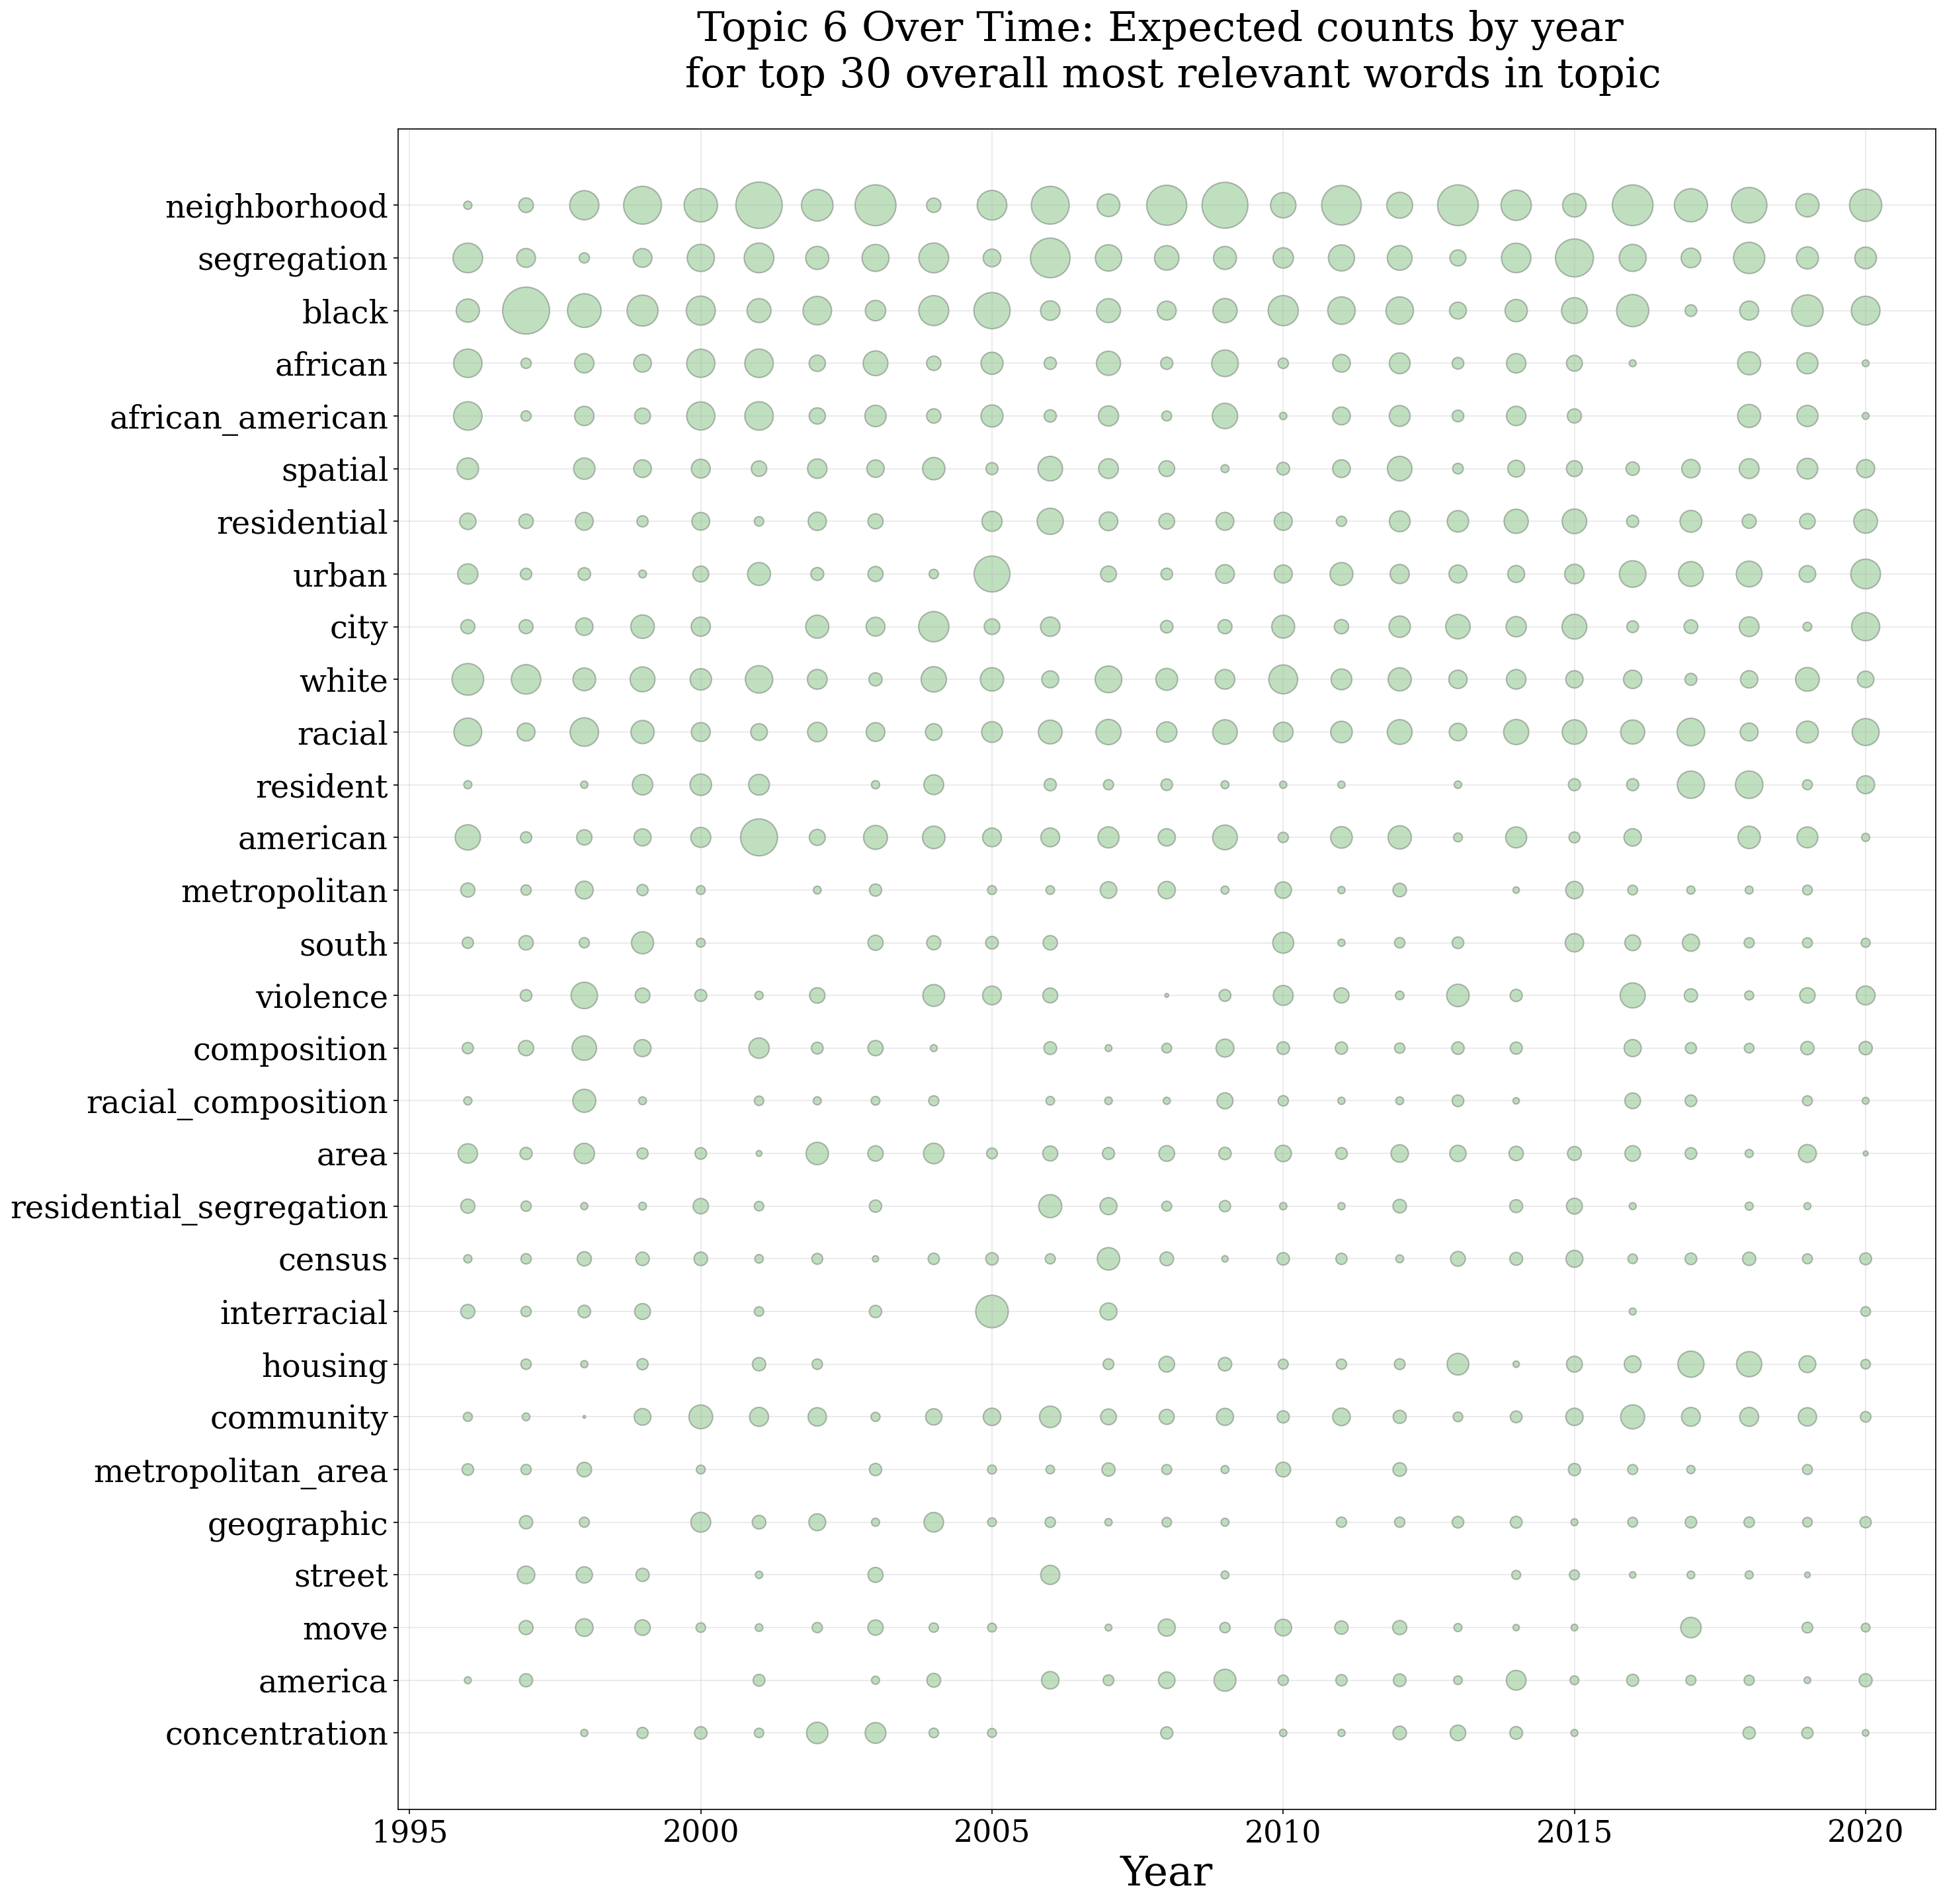 Topic 6 Over Time: Expected counts by year
for top 30 overall most relevant words in topic
neighborhood
segregation
black
african
african_american
spatial
residential
urban
city
white
racial
resident
american
metropolitan
south
violence
composition
racial_composition
area
residential_segregation
census
interracial
housing
community
metropolitan_area
geographic
street
move
america
concentration
1995 2000 2005 2010 2015 2020
Year